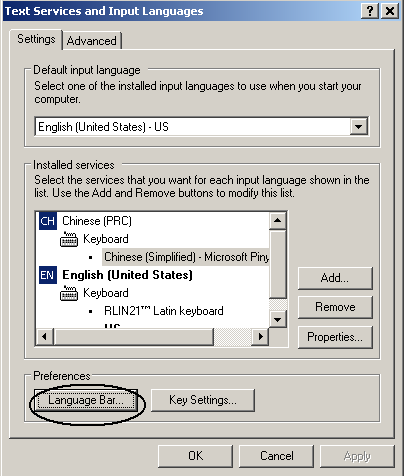 Text Services and Input Languages
Settings
Advanced
Default input language
Select one of the installed input languages to use when you start your
computer.
English (United States) - US
Installed services
Select the services that you want for each input language shown in the
list. Use the Add and Remove buttons to modify this list.
CH Chinese (PRC)
Keyboard
• Chinese (Simplified) - Microsoft Piny
EN English (United States)
Keyboard
• RLIN21™ Latin keyboard
• US
Add...
Remove
Properties...
Preferences
Language Bar...
Key Settings...
OK
Cancel
Apply